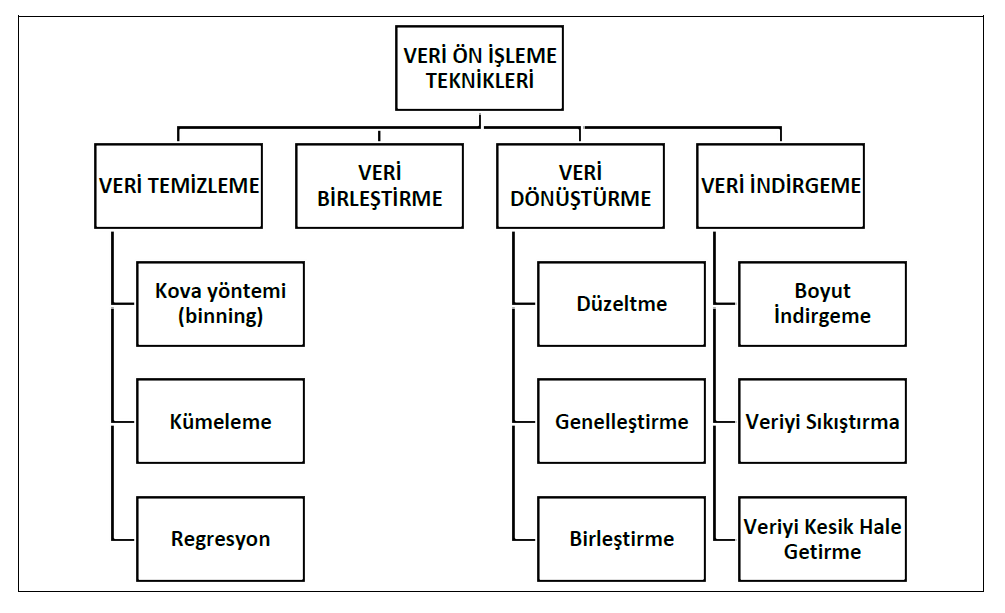 VERİ ÖN İŞLEME
TEKNİKLERİ
VERİ TEMİZLEME
VERİ
BİRLEŞTİRME
VERİ
DÖNÜŞTÜRME
VERİ İNDİRGEME
Kova yöntemi
(binning)
Kümeleme
Regresyon
Düzeltme
Genelleştirme
Birleştirme
Boyut
İndirgeme
Veriyi Sıkıştırma
Veriyi Kesik Hale
Getirme